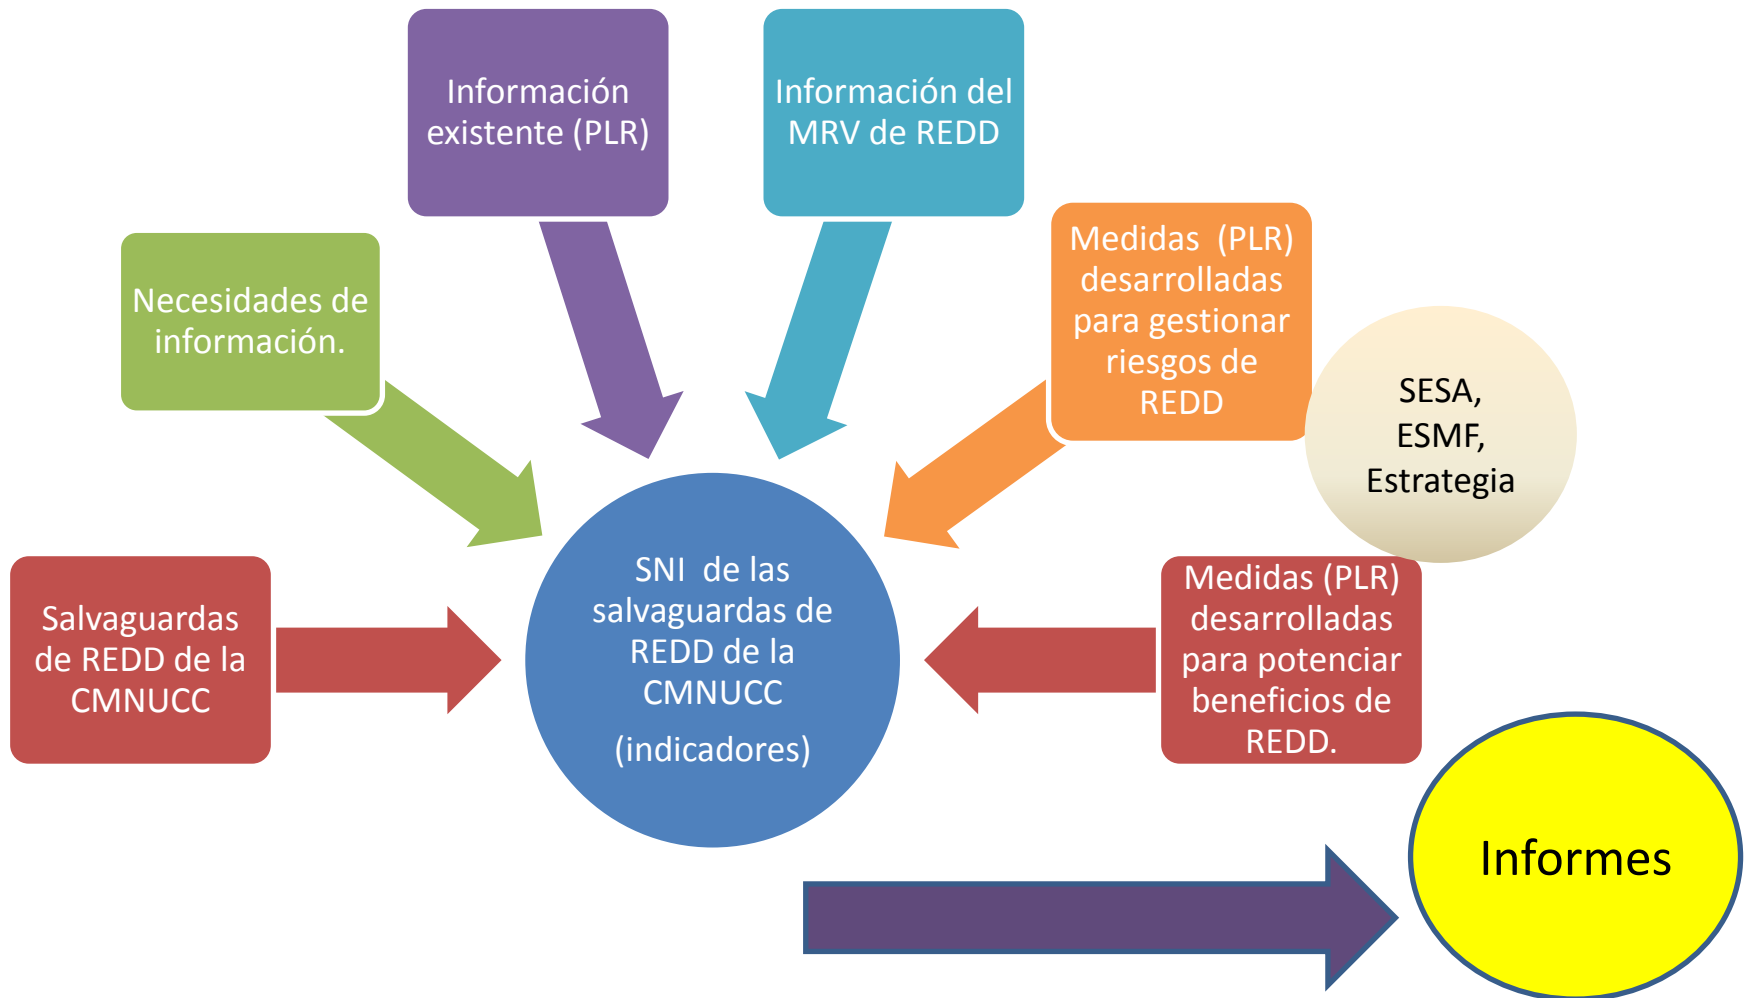 Información
existente (PLR)
Información del
MRV de REDD
Necesidades de
información.
Medidas (PLR)
desarrolladas
para gestionar
riesgos de
REDD
SESA,
ESMF,
Estrategia
Salvaguardas
de REDD de la
CMNUCC
SNI de las
salvaguardas de
REDD de la
CMNUCC
(indicadores)
Medidas (PLR)
desarrolladas
para potenciar
beneficios de
REDD.
Informes